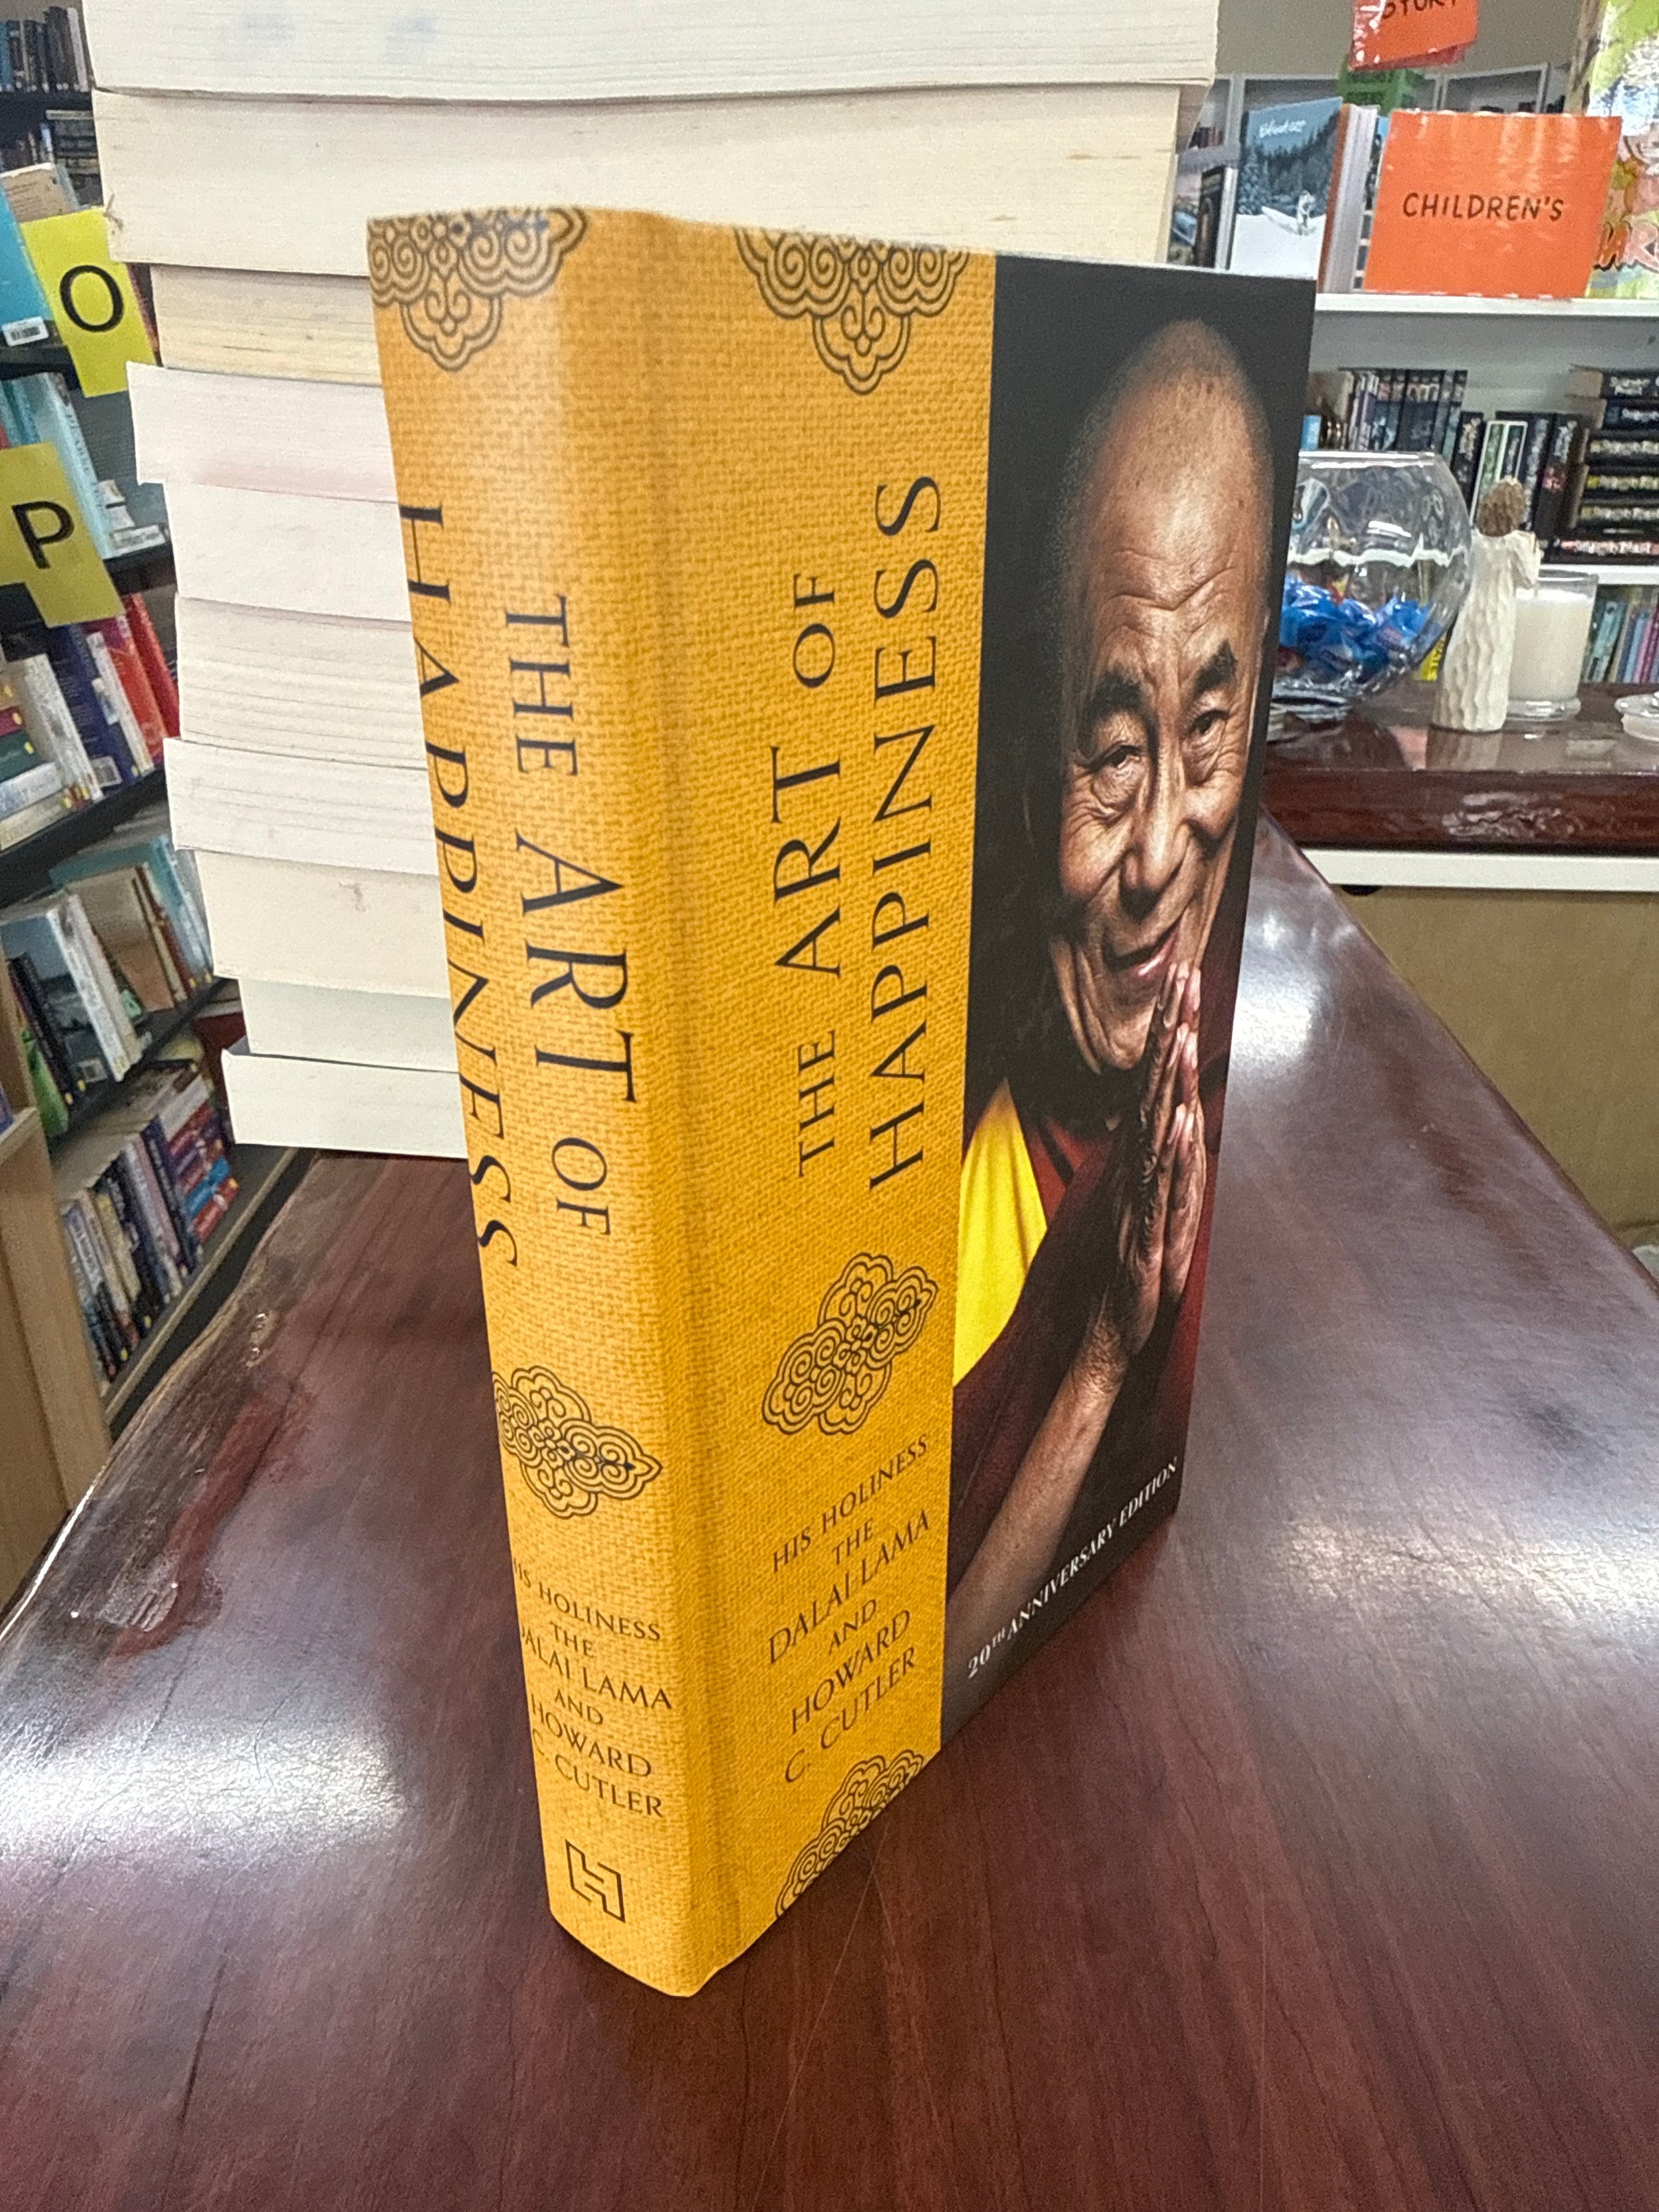 THE ART OF
HAPPINESS
HIS HOLINESS
THE
DALAI LAMA
AND
HOWARD
C. CUTLER
H
THE ART OF
HAPPINESS
HIS HOLINESS
THE
DALAI LAMA
AND
HOWARD
C. CUTLER
20TH ANNIVERSARY EDITION
O
P
CHILDREN'S